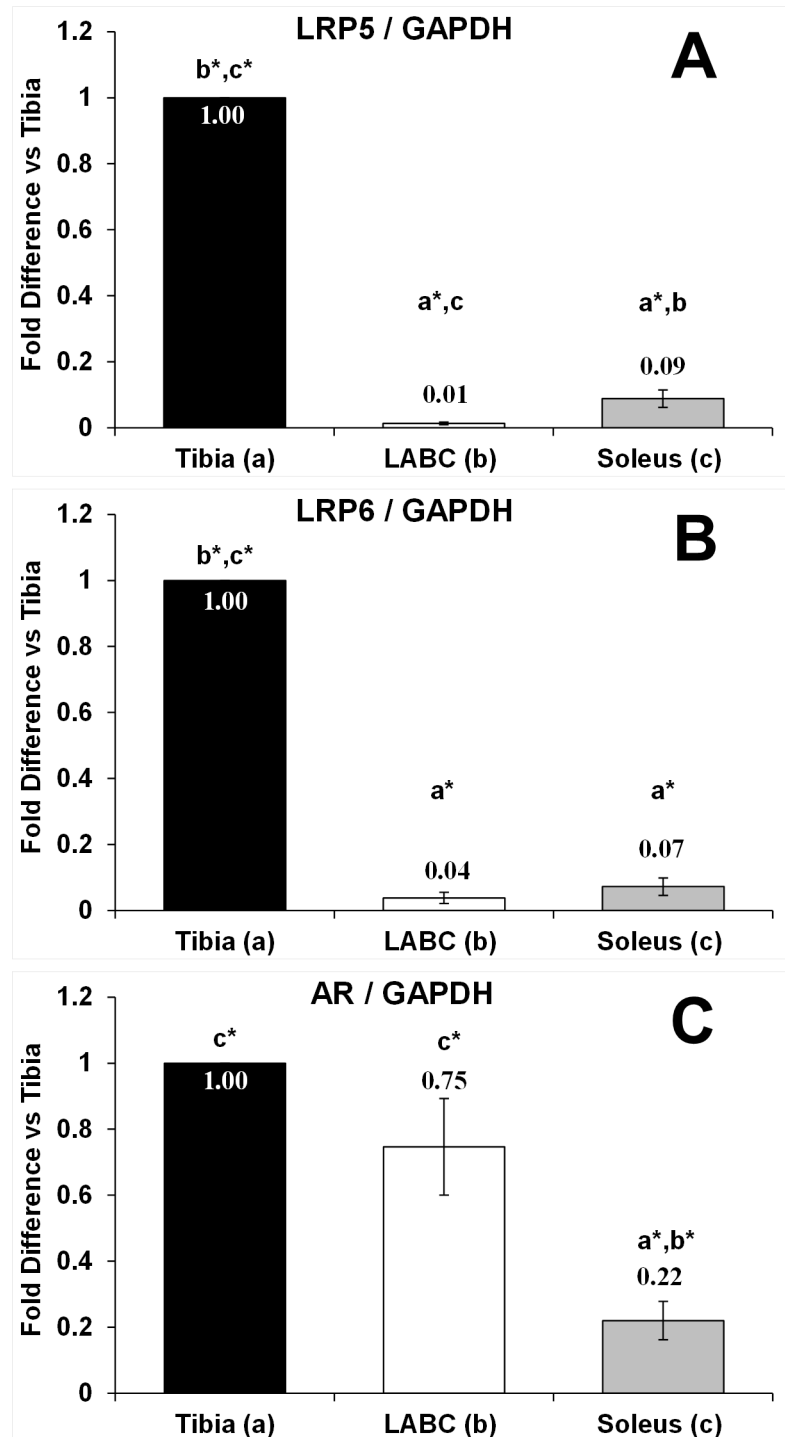 LRP5 / GAPDH
A
Fold Difference vs Tibia
1.2
1
0.8
0.6
0.4
0.2
0
b*,c*
1.00
a*,c
0.01
a*,b
0.09
Tibia (a) LABC (b) Soleus (c)
LRP6 / GAPDH
B
Fold Difference vs Tibia
1.2
1
0.8
0.6
0.4
0.2
0
b*,c*
1.00
a*
0.04
a*
0.07
Tibia (a) LABC (b) Soleus (c)
AR / GAPDH
C
Fold Difference vs Tibia
1.2
1
0.8
0.6
0.4
0.2
0
c*
1.00
c*
0.75
a*,b*
0.22
Tibia (a) LABC (b) Soleus (c)